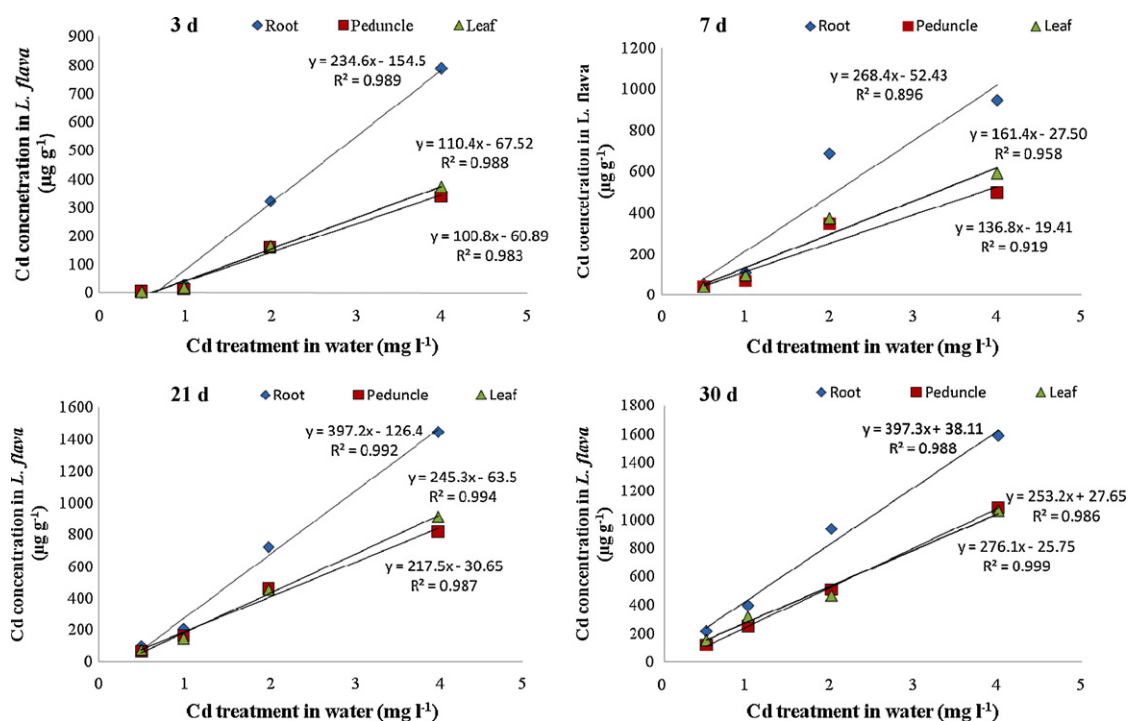 3 d
Root Peduncle Leaf
Cd concnetration in L. flava
(µg g-1)
900
800
700
600
500
400
300
200
100
0
y = 234.6x - 154.5
R² = 0.989
y = 110.4x - 67.52
R² = 0.988
y = 100.8x - 60.89
R² = 0.983
0 1 2 3 4 5
Cd treatment in water (mg l-1)
7 d
Root Peduncle Leaf
Cd coencetration in L. flava
(µg g-1)
1200
1000
800
600
400
200
0
y = 268.4x - 52.43
R² = 0.896
y = 161.4x - 27.50
R² = 0.958
y = 136.8x - 19.41
R² = 0.919
0 1 2 3 4 5
Cd treatment in water (mg l-1)
21 d
Root Peduncle Leaf
Cd concentration in L. flava
(µg g-1)
1600
1400
1200
1000
800
600
400
200
0
y = 397.2x - 126.4
R² = 0.992
y = 245.3x - 63.5
R² = 0.994
y = 217.5x - 30.65
R² = 0.987
0 1 2 3 4 5
Cd treatment in water (mg l-1)
30 d
Root Peduncle Leaf
Cd concentration in L. flava
(µg g-1)
1800
1600
1400
1200
1000
800
600
400
200
0
y = 397.3x + 38.11
R² = 0.988
y = 253.2x + 27.65
R² = 0.986
y = 276.1x - 25.75
R² = 0.999
0 1 2 3 4 5
Cd treatment in water (mg l-1)